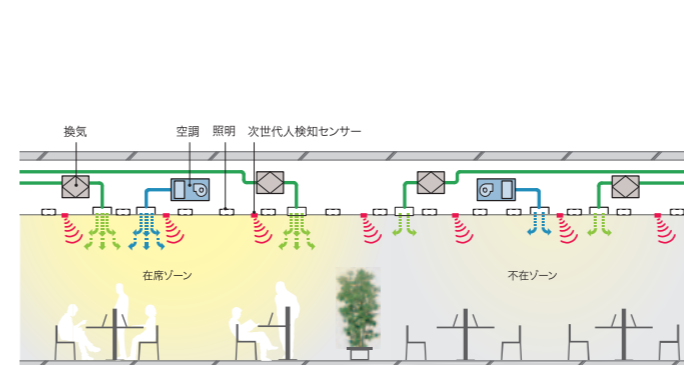 換気
空調
照明
次世代人検知センサー
在席ゾーン
不在ゾーン